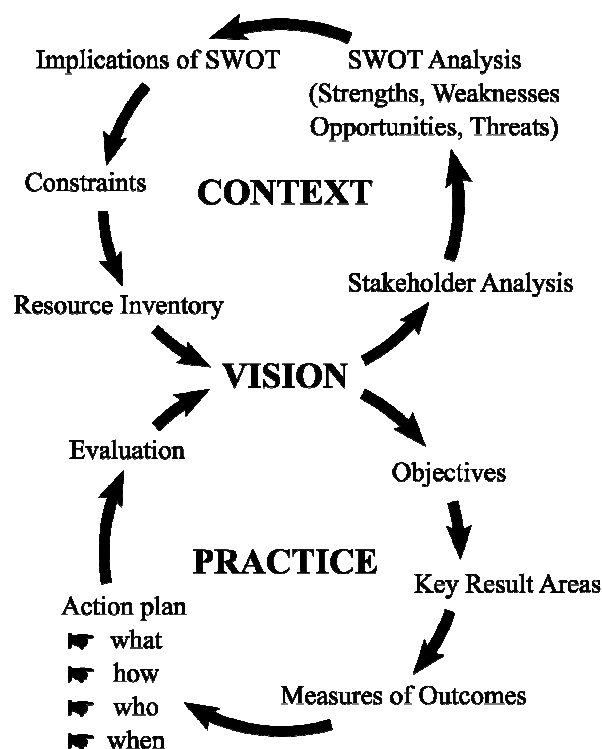 Implications of SWOT
SWOT Analysis
(Strengths, Weaknesses
Opportunities, Threats)
Constraints
CONTEXT
Resource Inventory
Stakeholder Analysis
VISION
Evaluation
Objectives
PRACTICE
Key Result Areas
Action plan
what
how
who
when
Measures of Outcomes